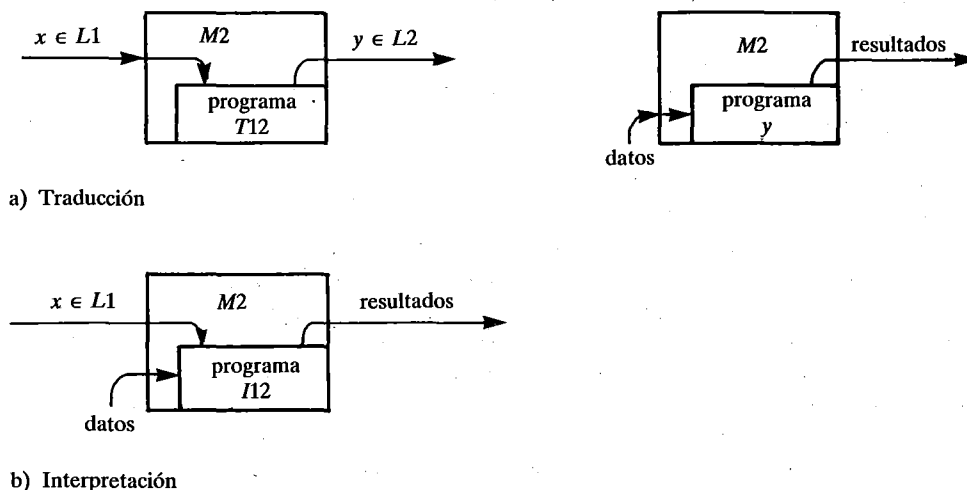 x ∈ L1
M2
y ∈ L2
programa
T12
M2
resultados
programa
y
datos
a) Traducción
x ∈ L1
M2
resultados
programa
I12
datos
b) Interpretación